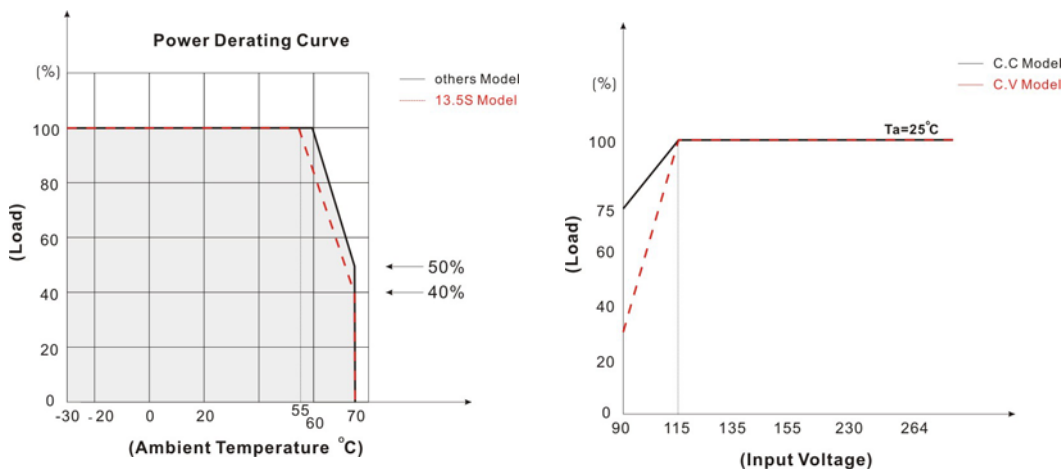 Power Derating Curve
(%)
others Model
13.5S Model
100
80
60
40
20
0
(Load)
50%
40%
-30
-20
0
20
55
60
70
(Ambient Temperature °C)
(%)
C.C Model
C.V Model
Ta=25°C
100
75
60
40
20
0
(Load)
90 115 135 155 230 264
(Input Voltage)